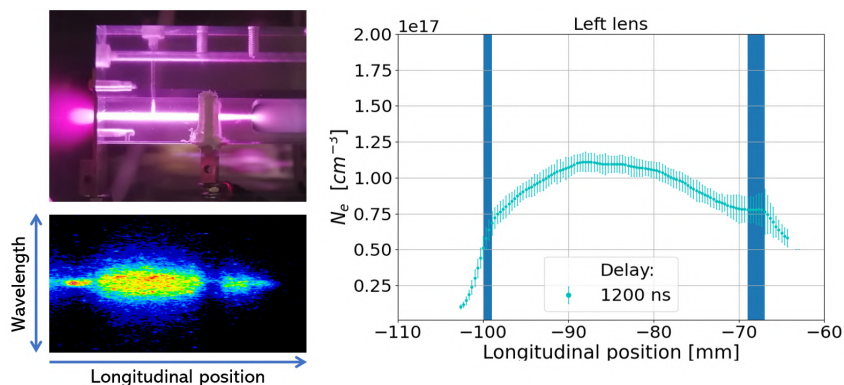 Wavelength
Longitudinal position
Left lens
1e17
2.00
1.75
1.50
1.25
1.00
0.75
0.50
0.25
N_e [cm^{-3}]
Delay:
1200 ns
−110 −100 −90 −80 −70 −60
Longitudinal position [mm]